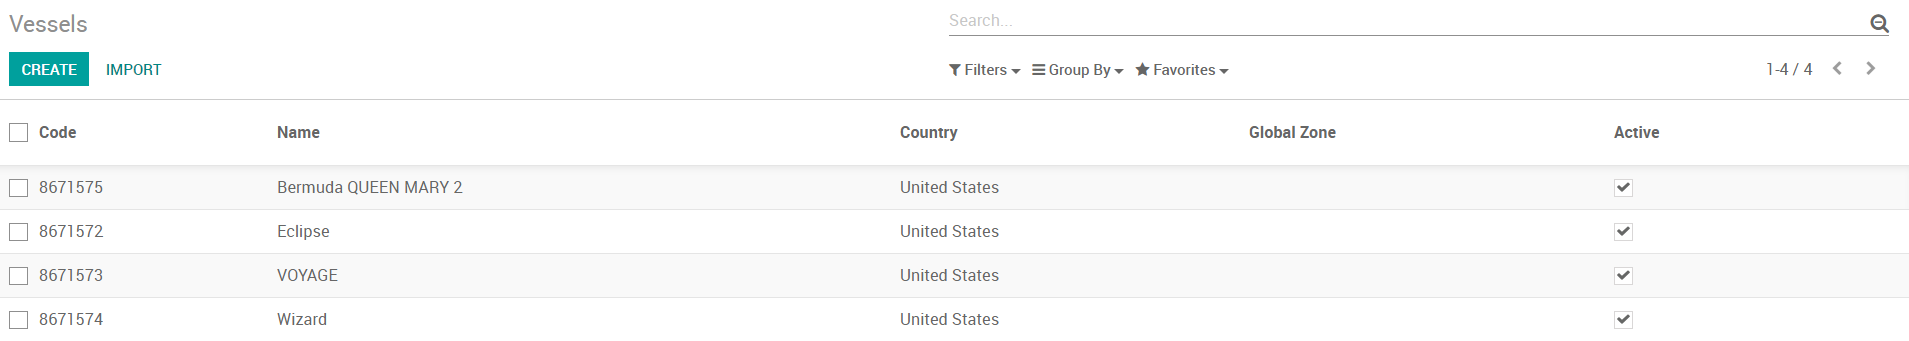 Vessels
Search...
CREATE IMPORT
Filters Group By Favorites 1-4 / 4
Code Name Country Global Zone Active
8671575 Bermuda QUEEN MARY 2 United States
8671572 Eclipse United States
8671573 VOYAGE United States
8671574 Wizard United States